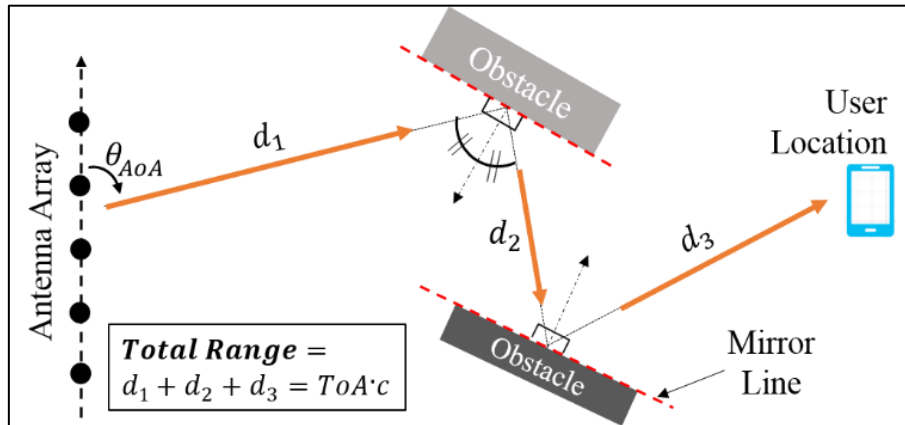 Antenna Array
θAoA
d1
Obstacle
d2
d3
User
Location
Obstacle
Mirror
Line
Total Range =
d1 + d2 + d3 = ToA·c